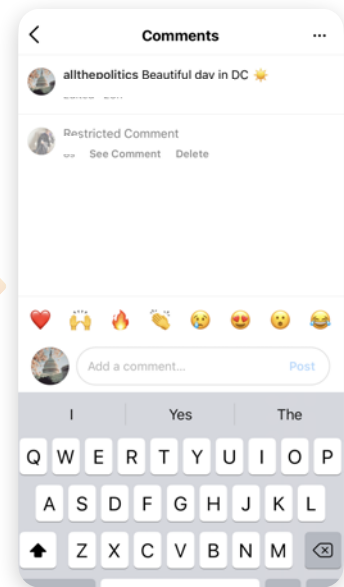 Comments
allthepolitics Beautiful day in DC ☀️
Restricted Comment
See Comment Delete
❤️ 🙌 🔥 👏 😢 😍 😮 😂
Add a comment... Post
I Yes The
Q W E R T Y U I O P
A S D F G H J K L
Z X C V B N M